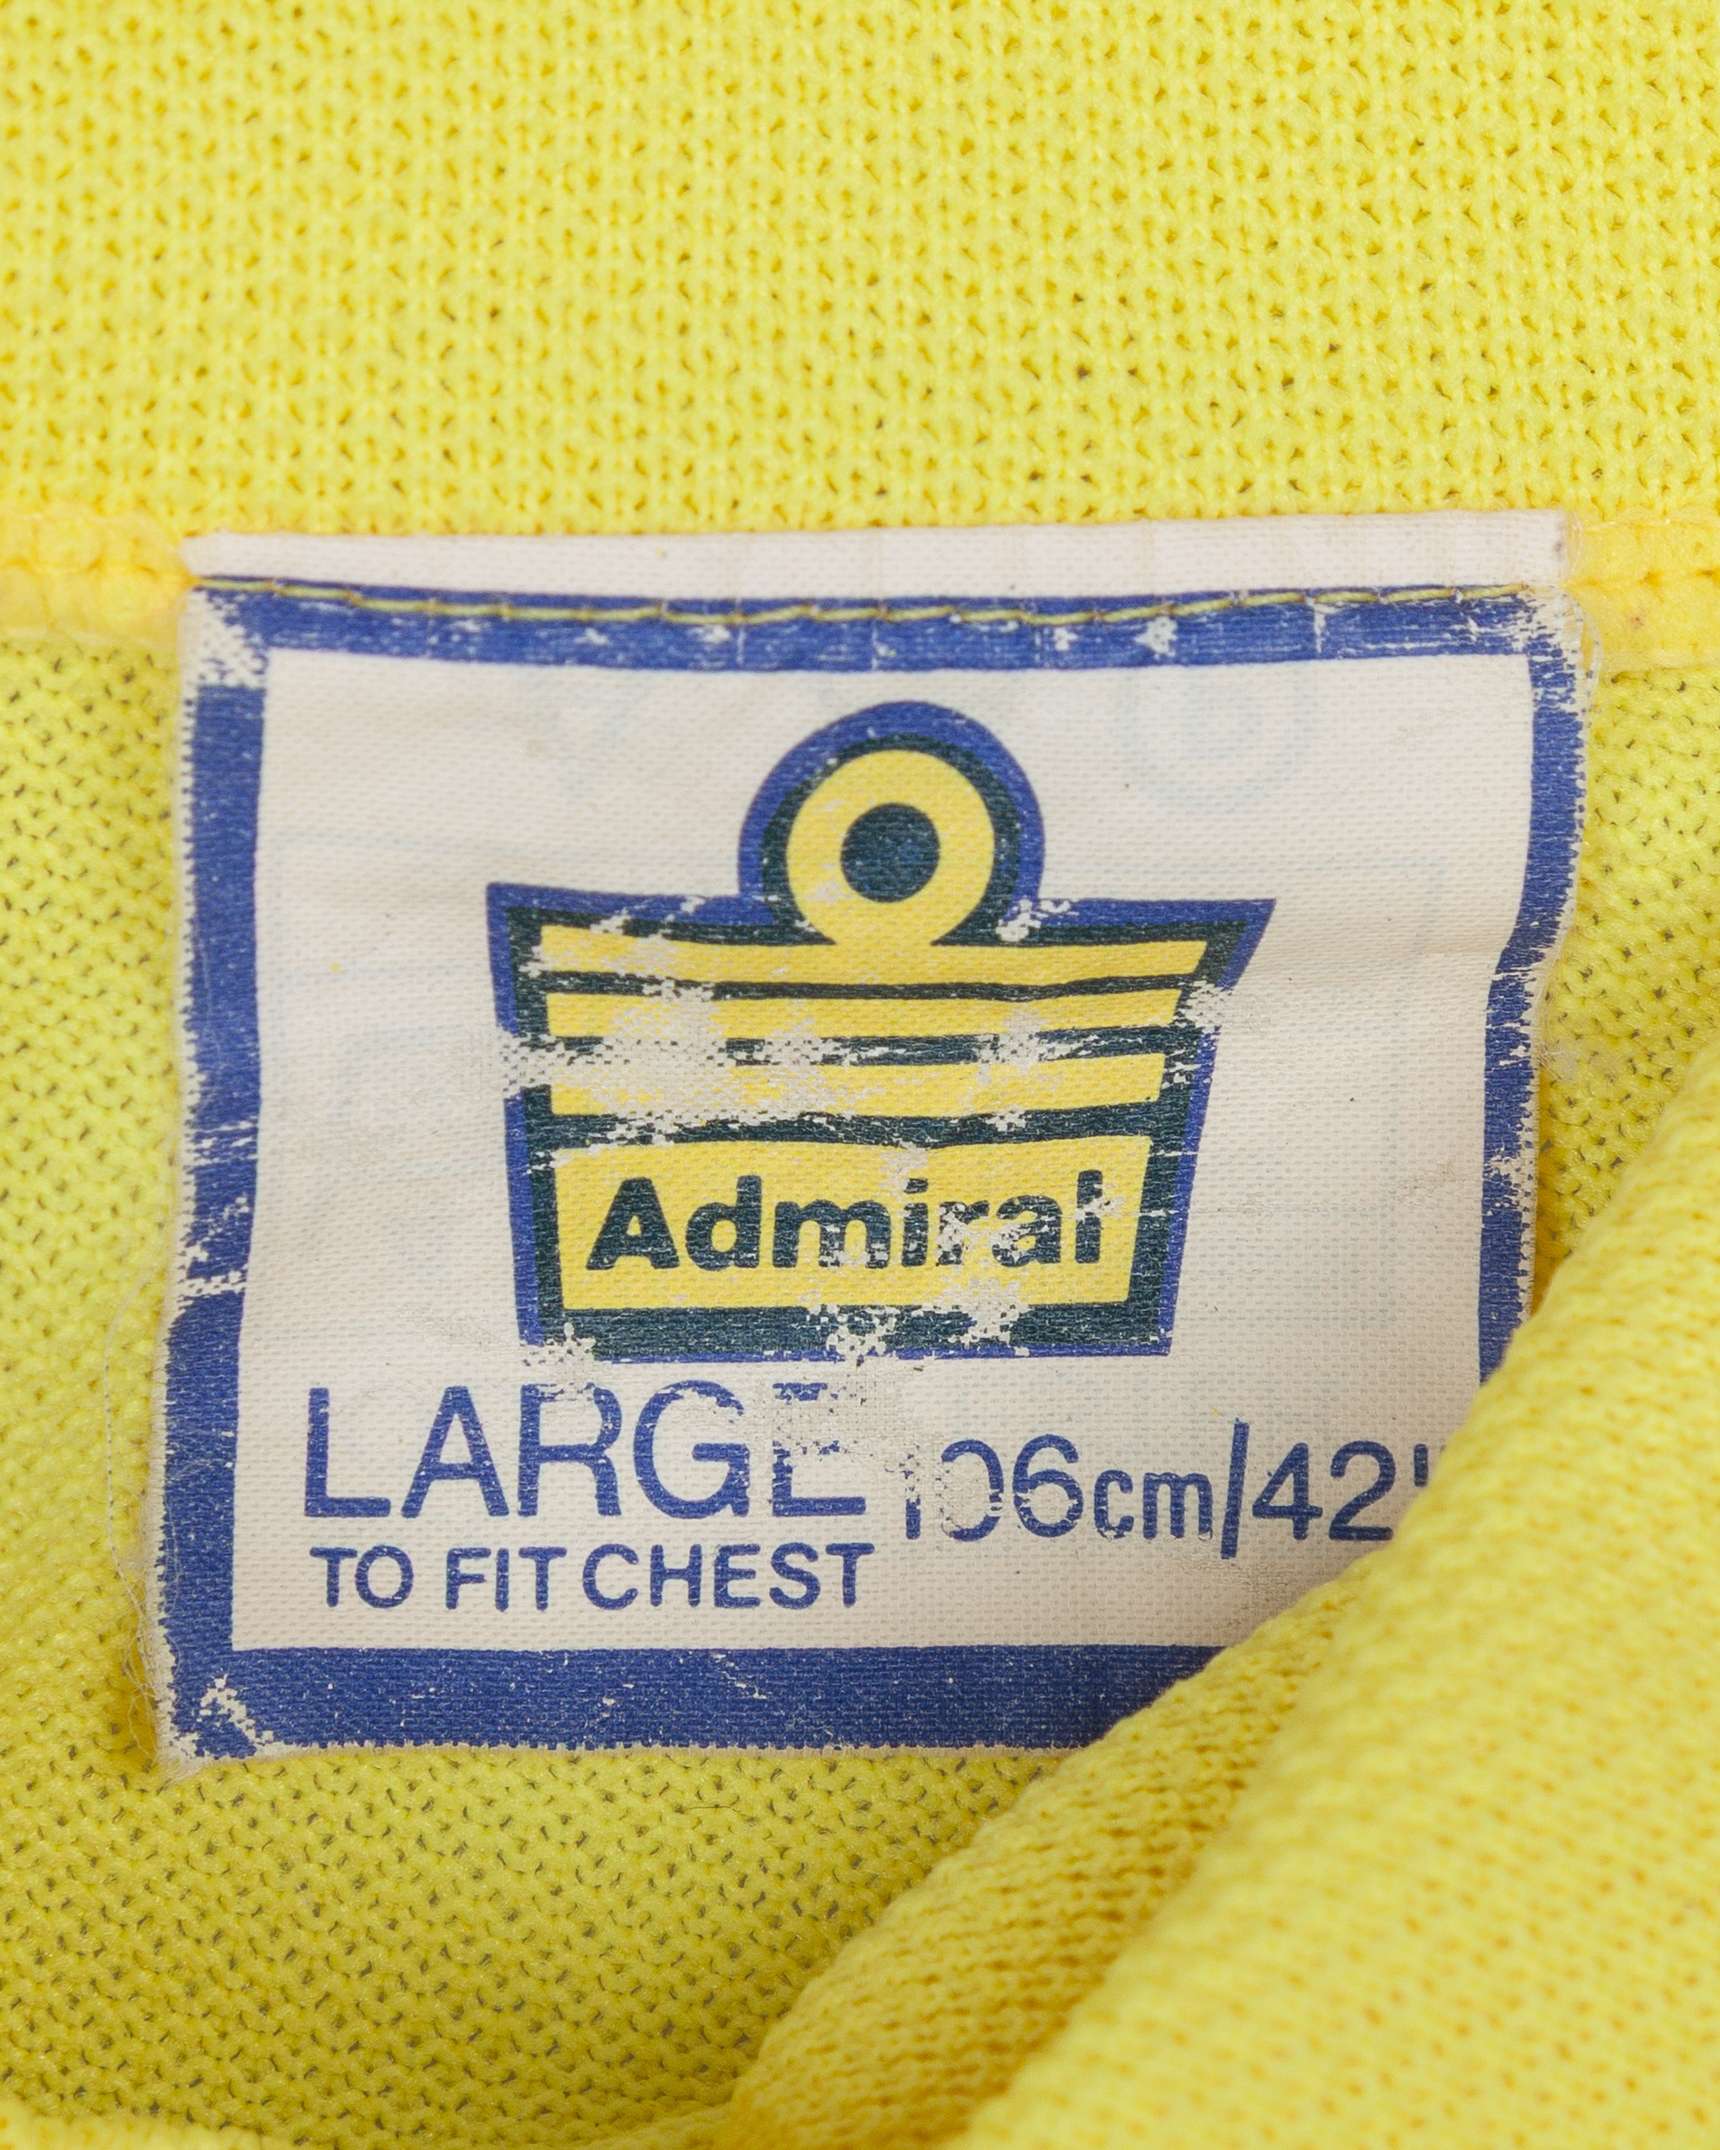 Admiral
LARGE 106cm/42"
TO FIT CHEST